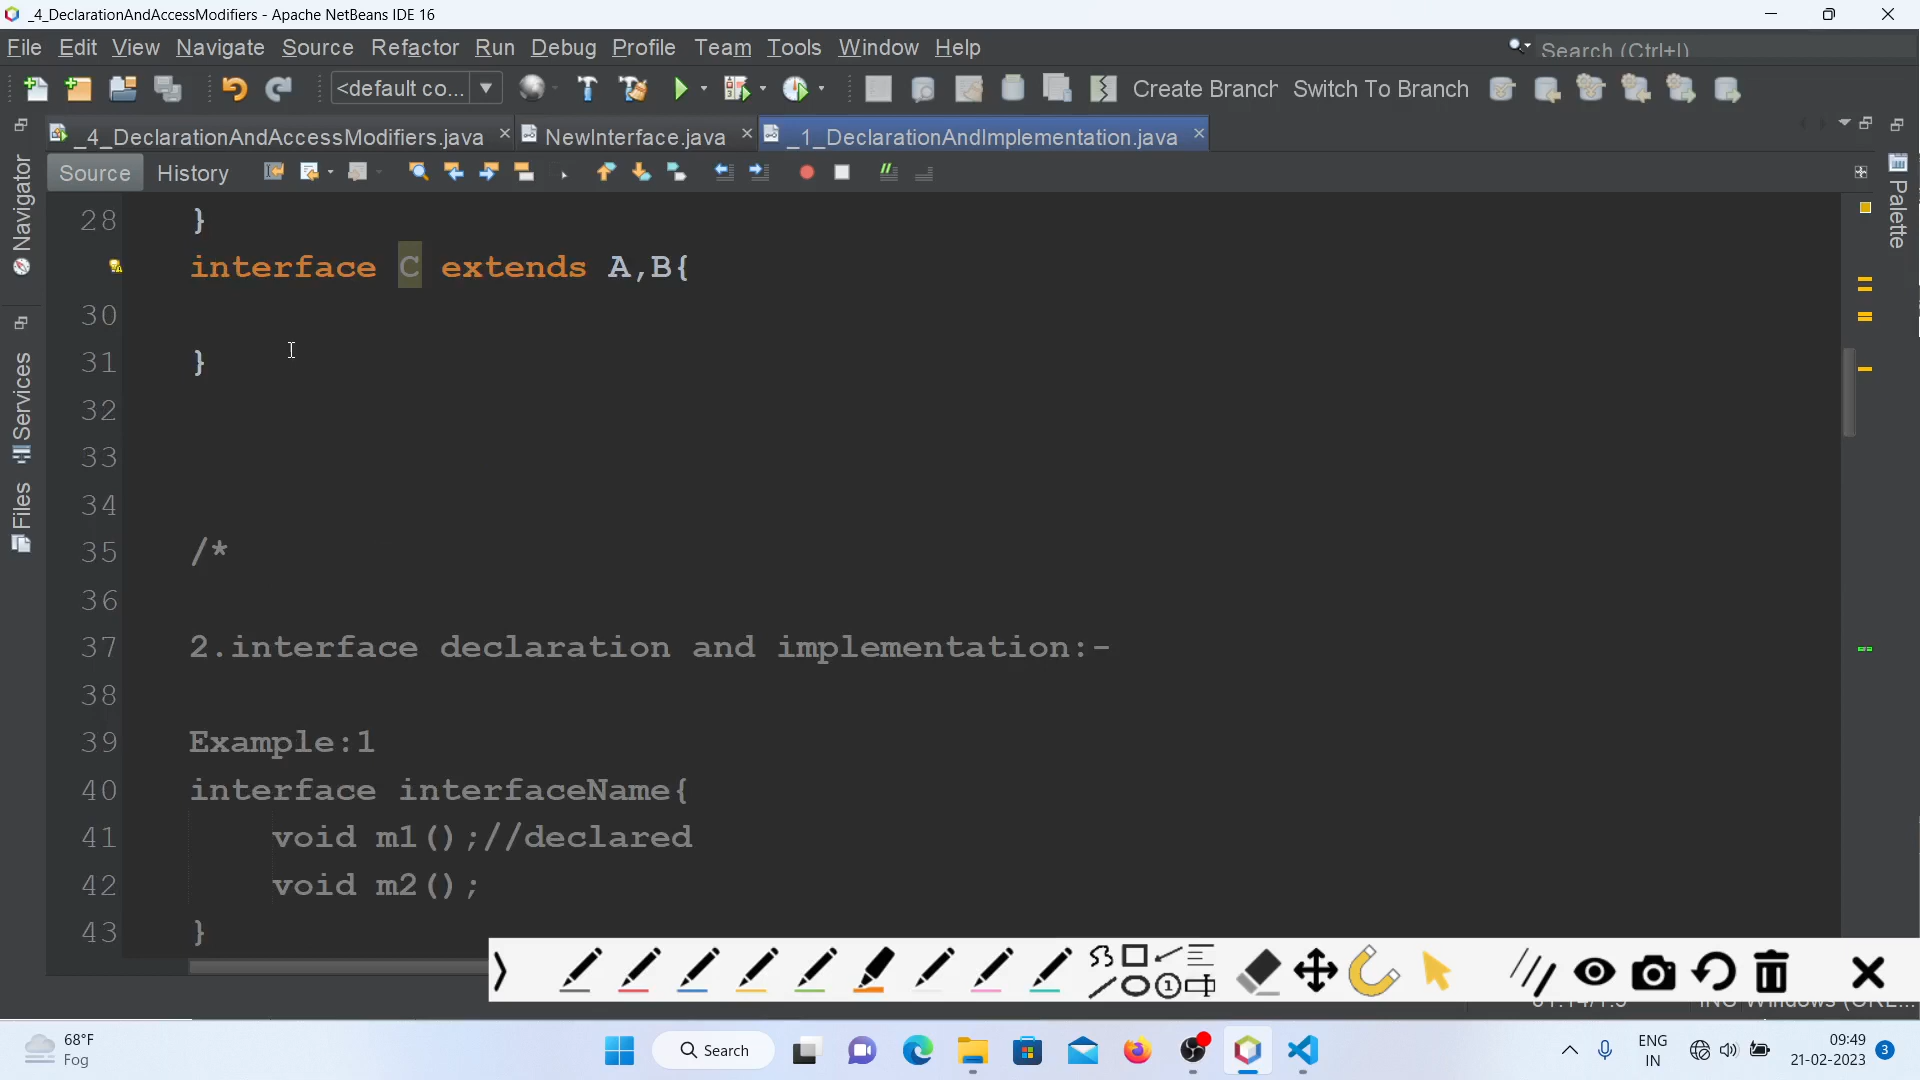 _4_DeclarationAndAccessModifiers - Apache NetBeans IDE 16
File Edit View Navigate Source Refactor Run Debug Profile Team Tools Window Help
Search (Ctrl+I)
<default co...
Create Branch Switch To Branch
_4_DeclarationAndAccessModifiers.java NewInterface.java _1_DeclarationAndImplementation.java
Source History
Navigator
Services
Files
Palette
28 }
interface C extends A,B{
30
31 }
32
33
34
35 /*
36
37 2.interface declaration and implementation:-
38
39 Example:1
40 interface interfaceName{
41 void m1();//declared
42 void m2();
43 }
68°F
Fog
Search
ENG
IN
09:49
21-02-2023
3